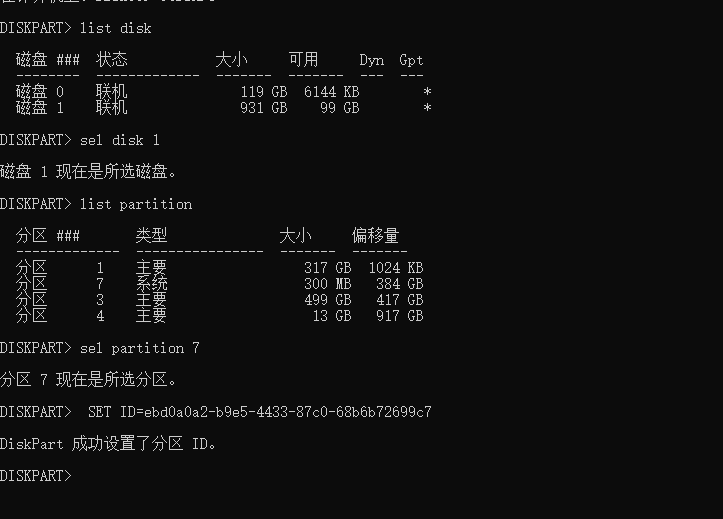 DISKPART> list disk
磁盘 ### 状态 大小 可用 Dyn Gpt
-------- ------------- ------- ------- --- ---
磁盘 0 联机 119 GB 6144 KB *
磁盘 1 联机 931 GB 99 GB *
DISKPART> sel disk 1
磁盘 1 现在是所选磁盘。
DISKPART> list partition
分区 ### 类型 大小 偏移量
------------- ---------------- ------- -------
分区 1 主要 317 GB 1024 KB
分区 7 系统 300 MB 384 GB
分区 3 主要 499 GB 417 GB
分区 4 主要 13 GB 917 GB
DISKPART> sel partition 7
分区 7 现在是所选分区。
DISKPART> SET ID=ebd0a0a2-b9e5-4433-87c0-68b6b72699c7
DiskPart 成功设置了分区 ID。
DISKPART>